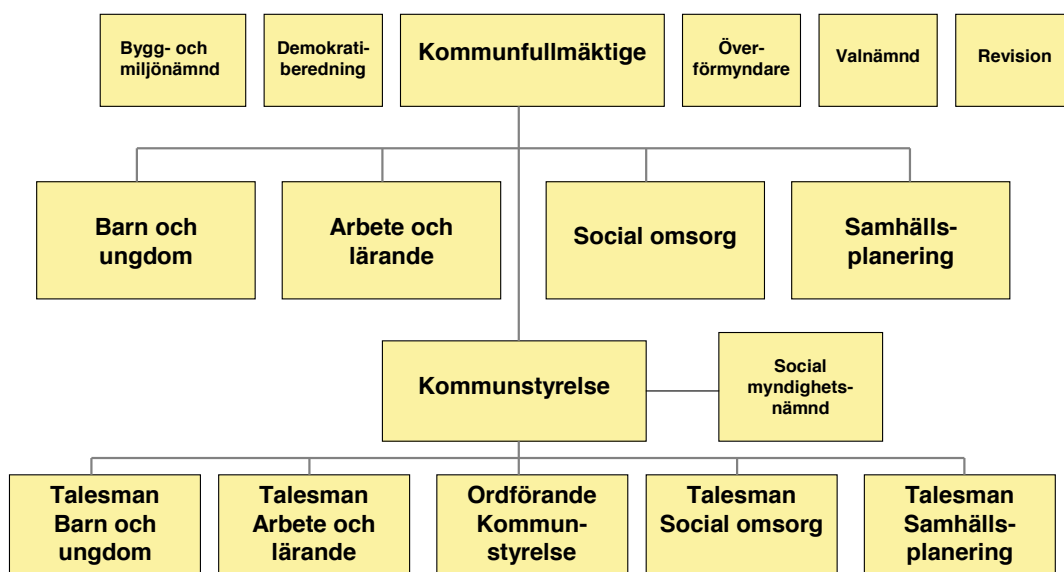 Bygg- och
miljönämnd
Demokrati-
beredning
Kommunfullmäktige
Över-
förmyndare
Valnämnd
Revision
Barn och
ungdom
Arbete och
lärande
Social omsorg
Samhälls-
planering
Kommunstyrelse
Social
myndighets-
nämnd
Talesman
Barn och
ungdom
Talesman
Arbete och
lärande
Ordförande
Kommun-
styrelse
Talesman
Social omsorg
Talesman
Samhälls-
planering